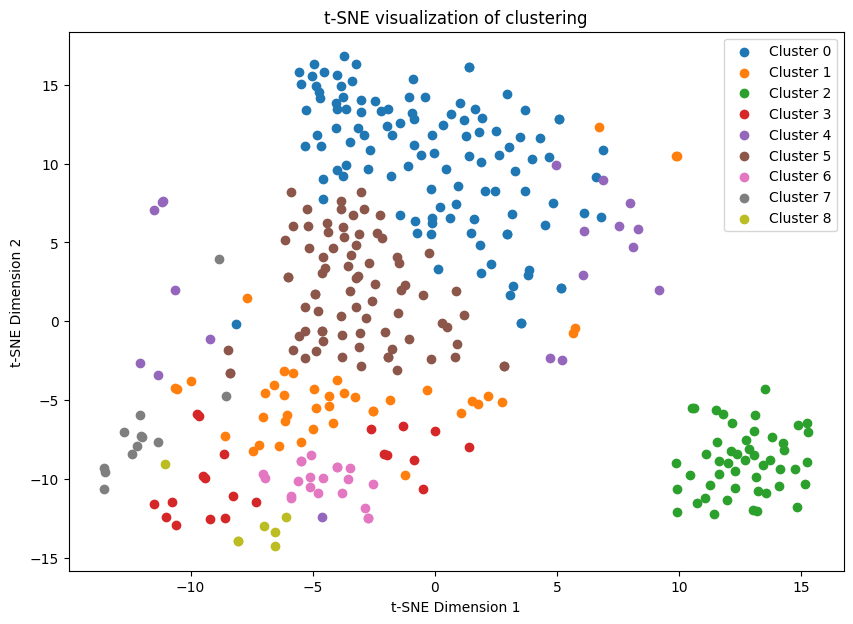 t-SNE visualization of clustering
Cluster 0
Cluster 1
Cluster 2
Cluster 3
Cluster 4
Cluster 5
Cluster 6
Cluster 7
Cluster 8
t-SNE Dimension 2
15
10
5
0
−5
−10
−15
−10
−5
0
5
10
15
t-SNE Dimension 1